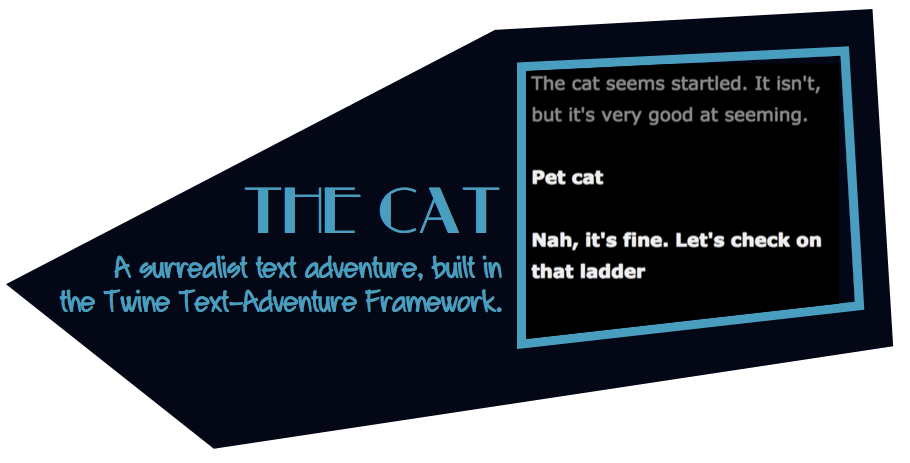 THE CAT
A surrealist text adventure, built in
the Twine Text-Adventure Framework.
The cat seems startled. It isn't,
but it's very good at seeming.
Pet cat
Nah, it's fine. Let's check on
that ladder